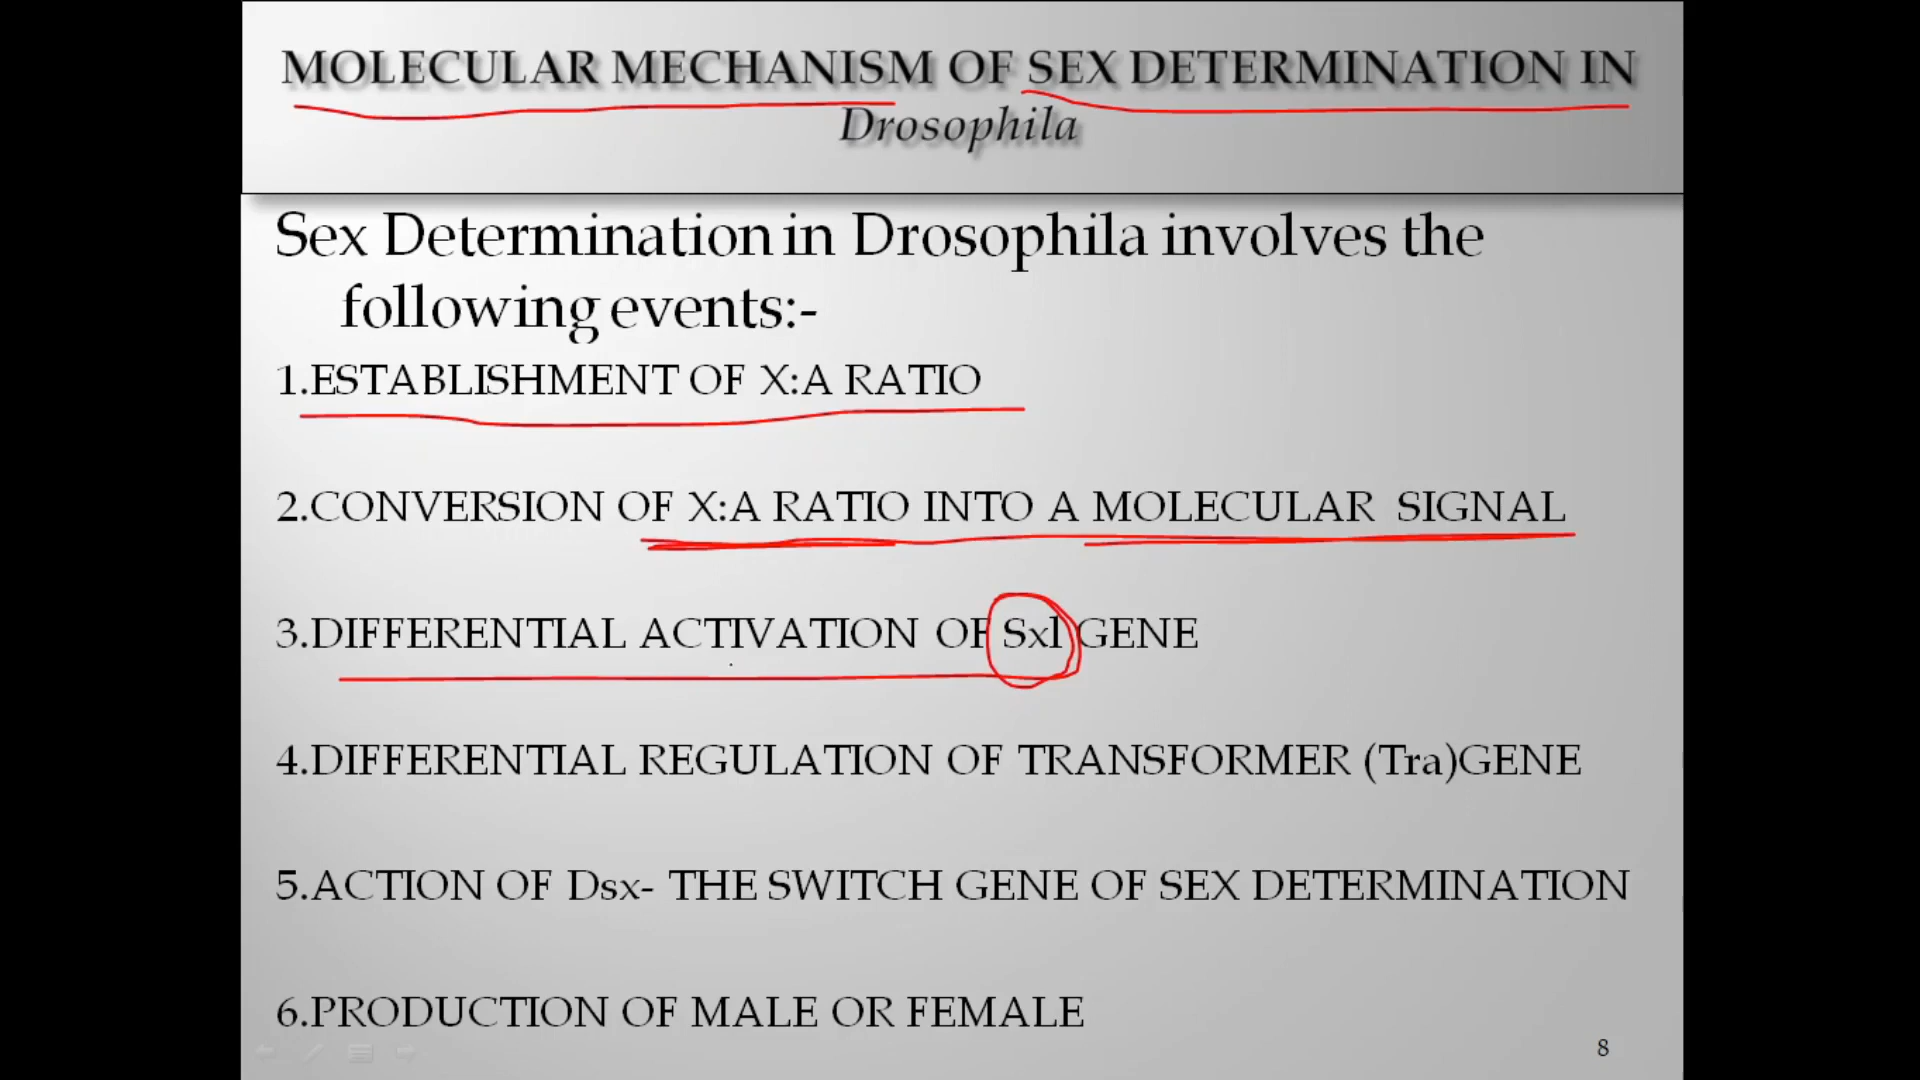 MOLECULAR MECHANISM OF SEX DETERMINATION IN
Drosophila
Sex Determination in Drosophila involves the
following events:-
1.ESTABLISHMENT OF X:A RATIO
2.CONVERSION OF X:A RATIO INTO A MOLECULAR SIGNAL
3.DIFFERENTIAL ACTIVATION OF Sxl GENE
4.DIFFERENTIAL REGULATION OF TRANSFORMER (Tra)GENE
5.ACTION OF Dsx- THE SWITCH GENE OF SEX DETERMINATION
6.PRODUCTION OF MALE OR FEMALE
8